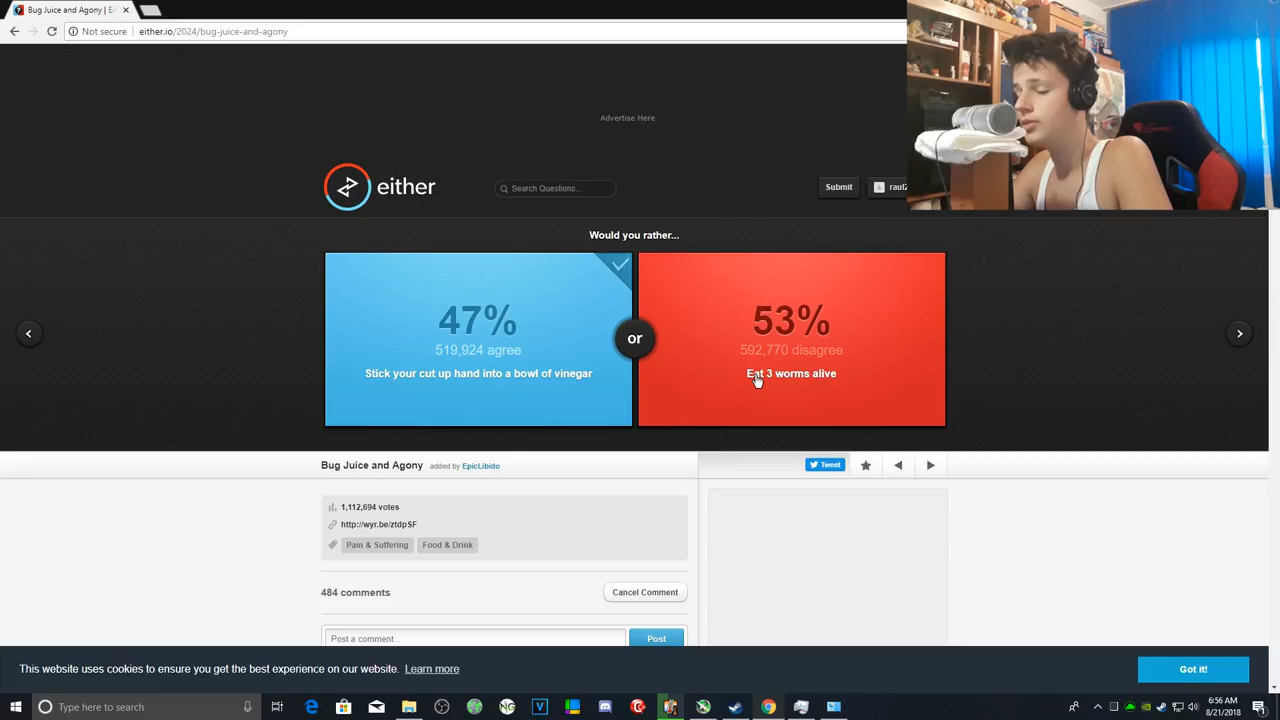 Bug Juice and Agony | Eit
Not secure
either.io/2024/bug-juice-and-agony
Advertise Here
either
Search Questions...
Submit
Would you rather...
47%
519,924 agree
Stick your cut up hand into a bowl of vinegar
or
53%
592,770 disagree
Eat 3 worms alive
Bug Juice and Agony added by EpicLibido
Tweet
1,112,694 votes
http://wyr.be/ztdpSF
Pain & Suffering Food & Drink
484 comments
Cancel Comment
Post a comment...
Post
This website uses cookies to ensure you get the best experience on our website. Learn more
Got it!
Type here to search
6:56 AM
8/21/2018